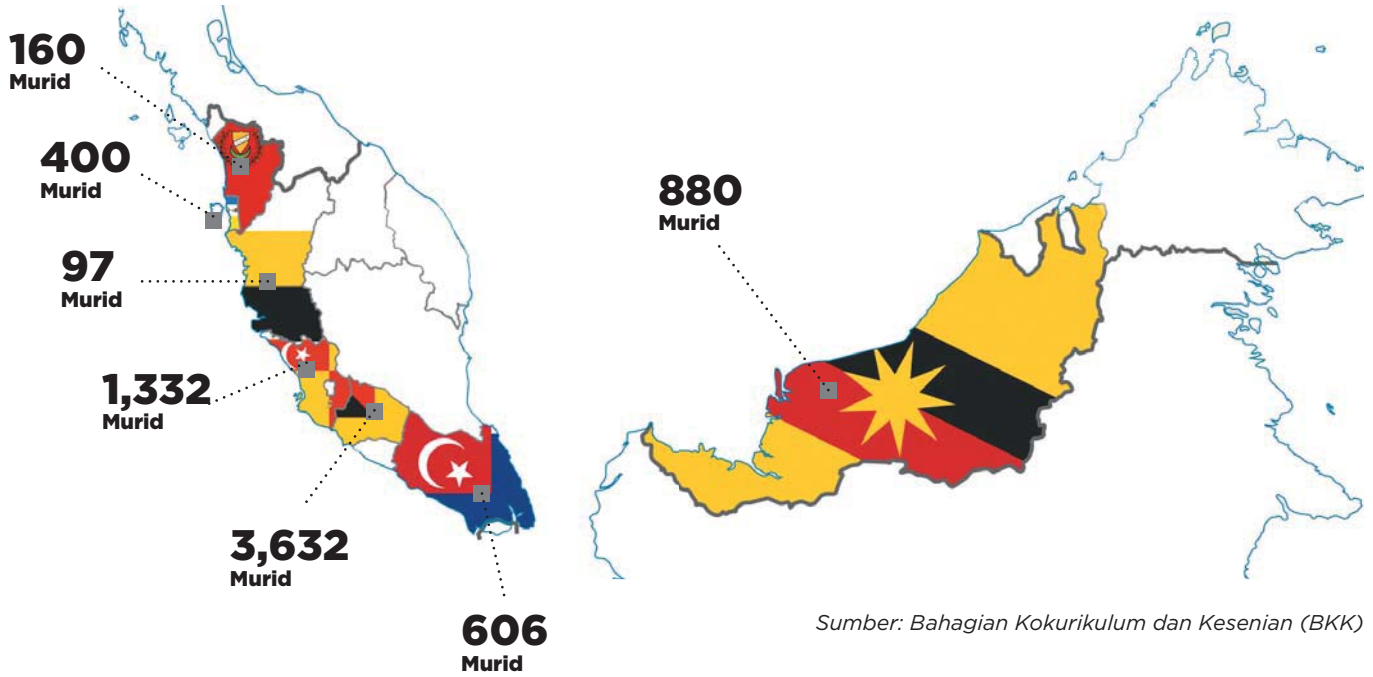 160
Murid
400
Murid
97
Murid
1,332
Murid
3,632
Murid
606
Murid
880
Murid
Sumber: Bahagian Kokurikulum dan Kesenian (BKK)